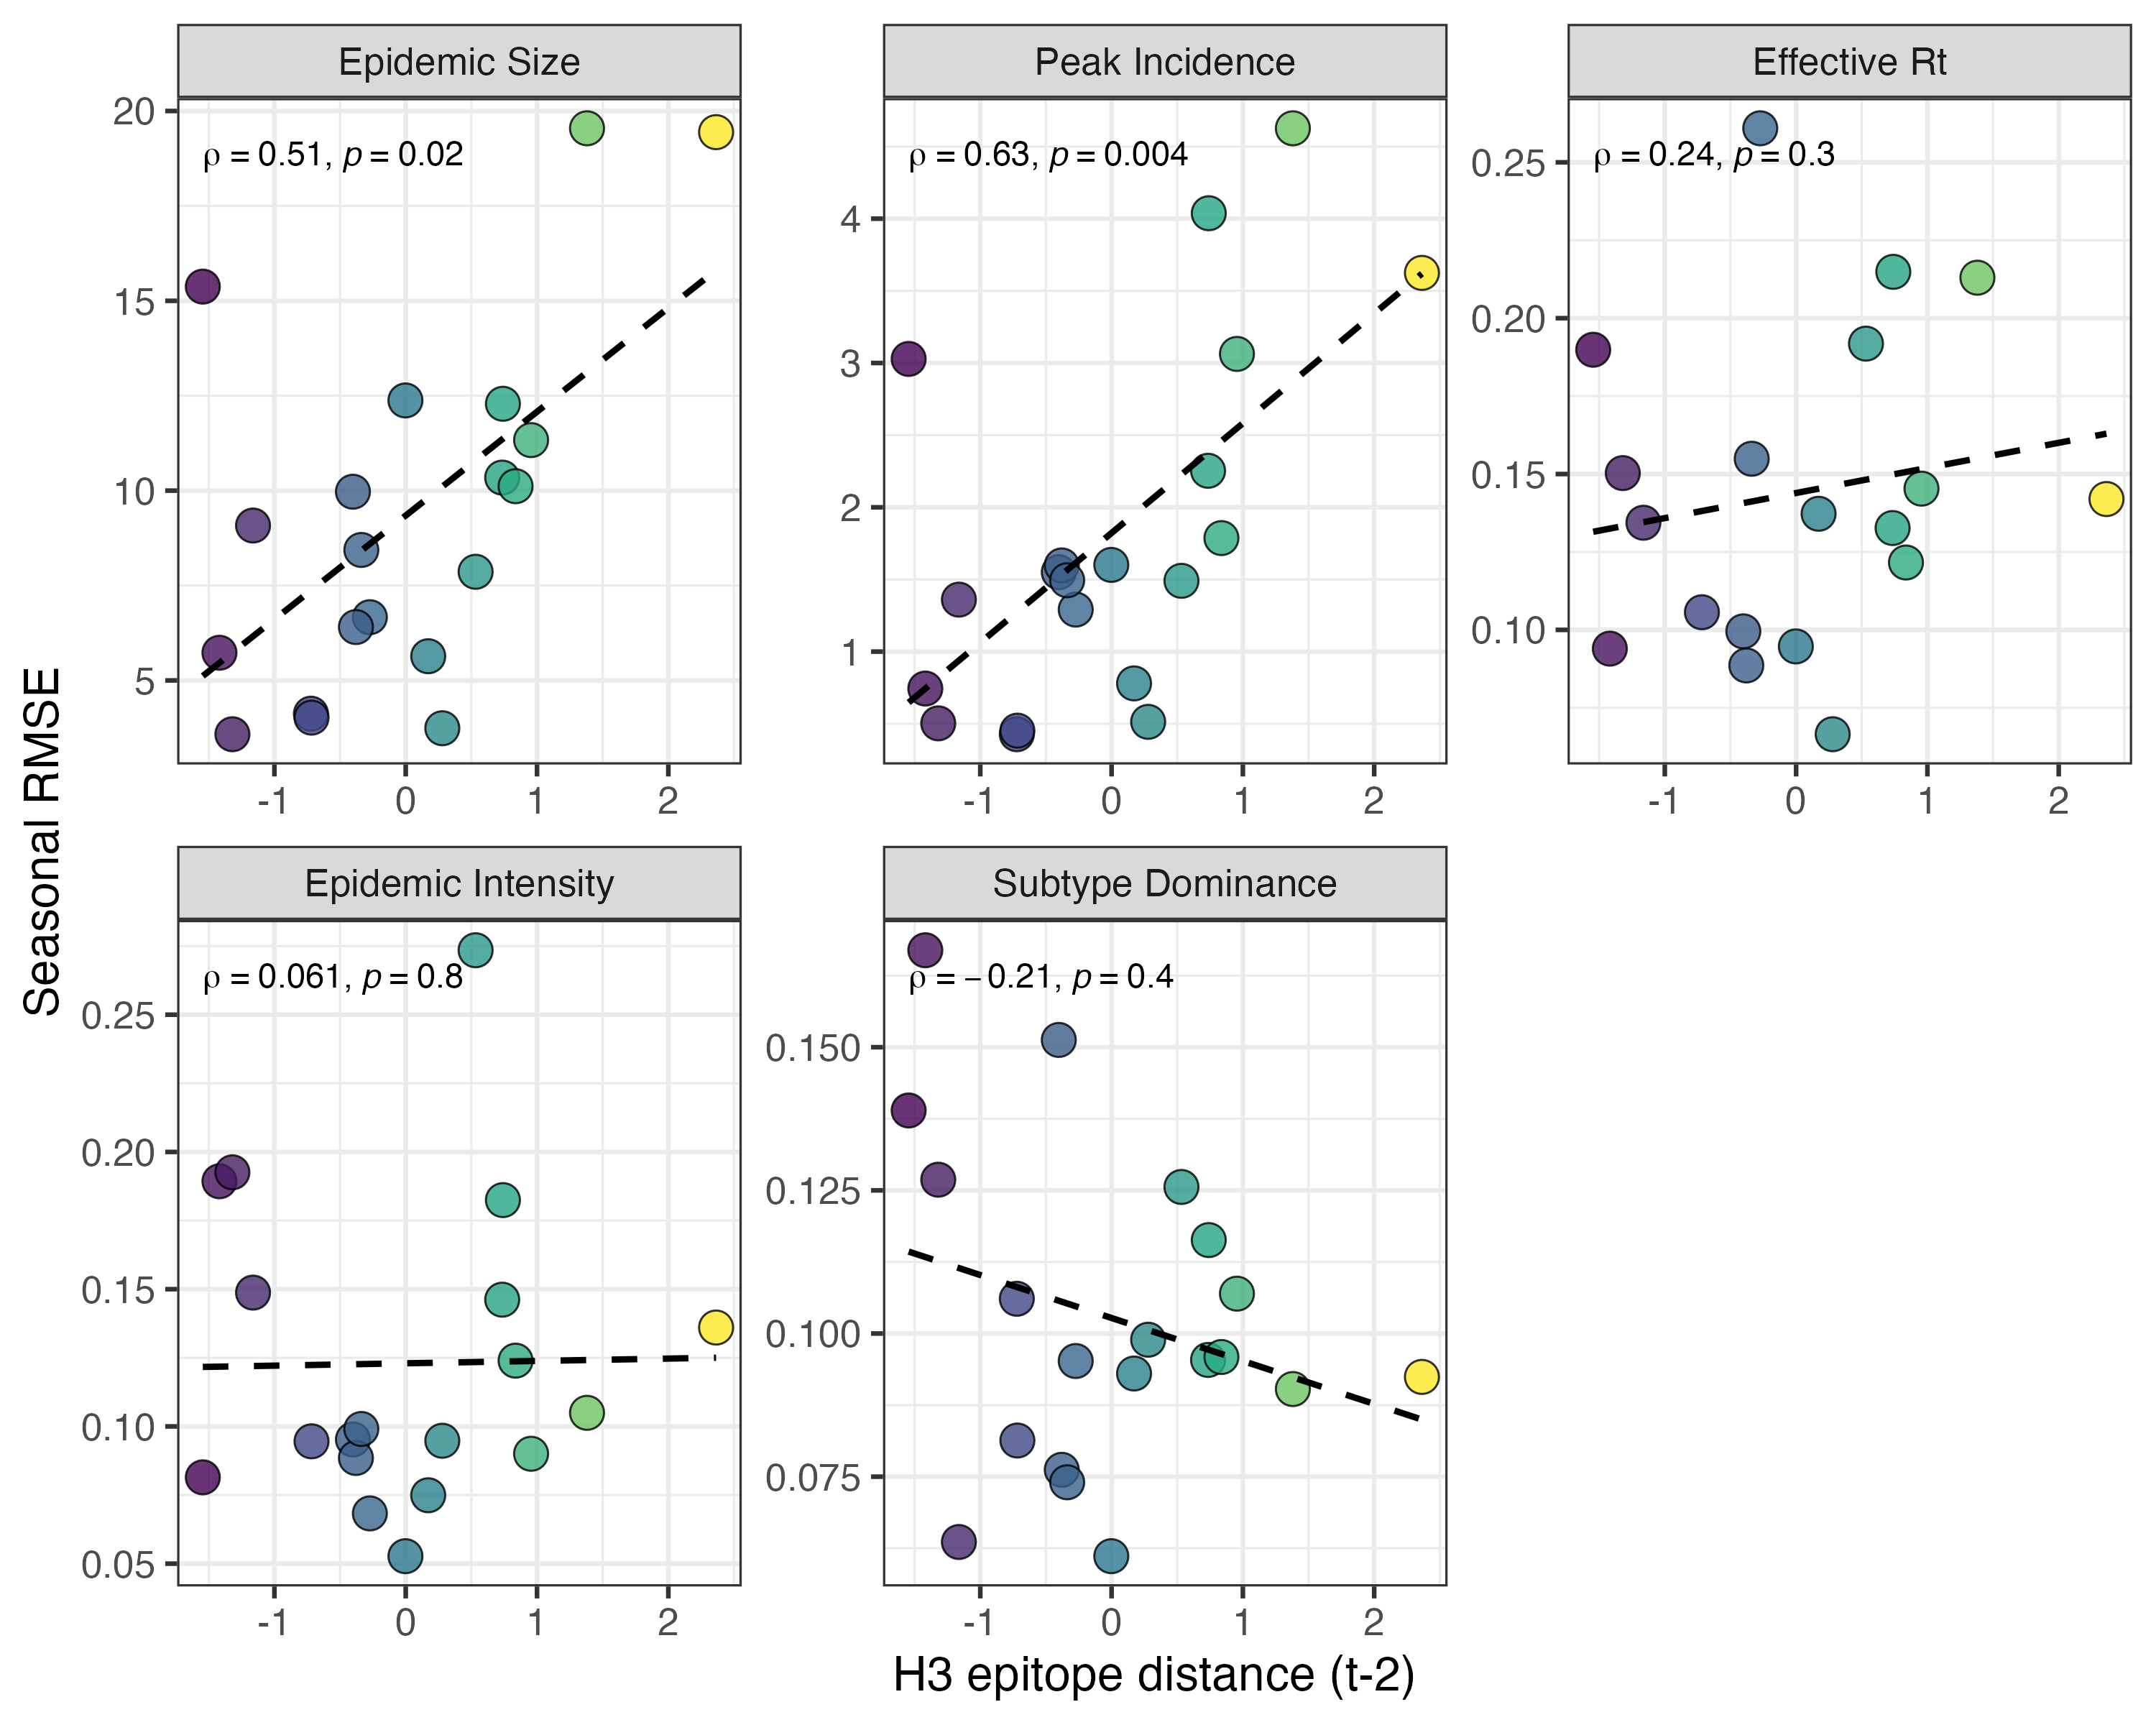 Epidemic Size
Peak Incidence
Effective Rt
ρ = 0.51, p = 0.02
ρ = 0.63, p = 0.004
ρ = 0.24, p = 0.3
20
15
10
5
4
3
2
1
0.25
0.20
0.15
0.10
-1 0 1 2
-1 0 1 2
-1 0 1 2
Seasonal RMSE
Epidemic Intensity
Subtype Dominance
ρ = 0.061, p = 0.8
ρ = −0.21, p = 0.4
0.25
0.20
0.15
0.10
0.05
0.150
0.125
0.100
0.075
-1 0 1 2
-1 0 1 2
H3 epitope distance (t-2)